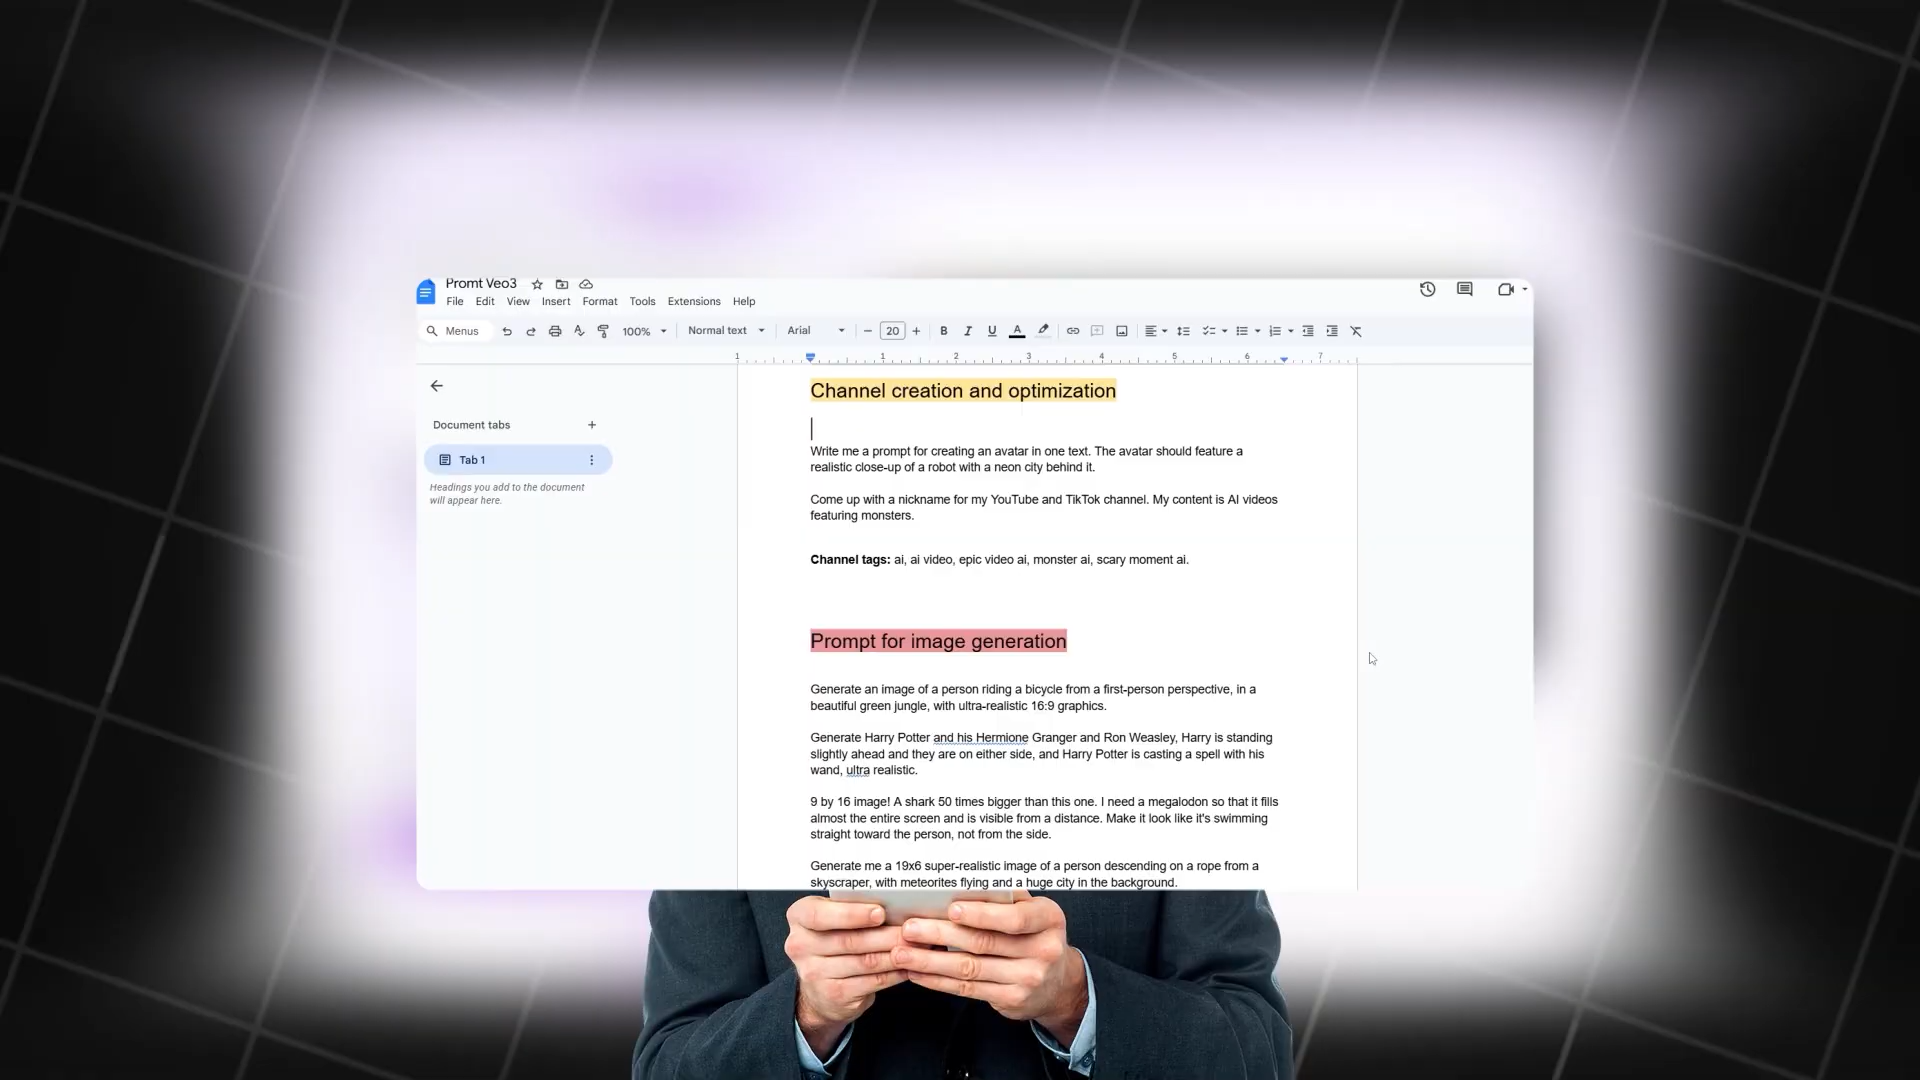 Promt Veo3
File Edit View Insert Format Tools Extensions Help
Menus 100% Normal text Arial 20 B I U A
1 1 2 3 4 5 6 7
Channel creation and optimization
Document tabs
Write me a prompt for creating an avatar in one text. The avatar should feature a
Tab 1
realistic close-up of a robot with a neon city behind it.
Headings you add to the document
will appear here.
Come up with a nickname for my YouTube and TikTok channel. My content is AI videos
featuring monsters.
Channel tags: ai, ai video, epic video ai, monster ai, scary moment ai.
Prompt for image generation
Generate an image of a person riding a bicycle from a first-person perspective, in a
beautiful green jungle, with ultra-realistic 16:9 graphics.
Generate Harry Potter and his Hermione Granger and Ron Weasley, Harry is standing
slightly ahead and they are on either side, and Harry Potter is casting a spell with his
wand, ultra realistic.
9 by 16 image! A shark 50 times bigger than this one. I need a megalodon so that it fills
almost the entire screen and is visible from a distance. Make it look like it's swimming
straight toward the person, not from the side.
Generate me a 19x6 super-realistic image of a person descending on a rope from a
skyscraper, with meteorites flying and a huge city in the background.